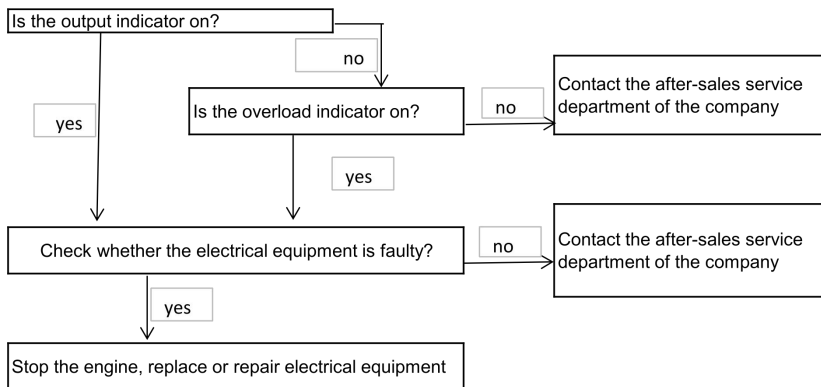 Is the output indicator on?
no
Is the overload indicator on?
no
Contact the after-sales service
department of the company
yes
yes
Check whether the electrical equipment is faulty?
no
Contact the after-sales service
department of the company
yes
Stop the engine, replace or repair electrical equipment